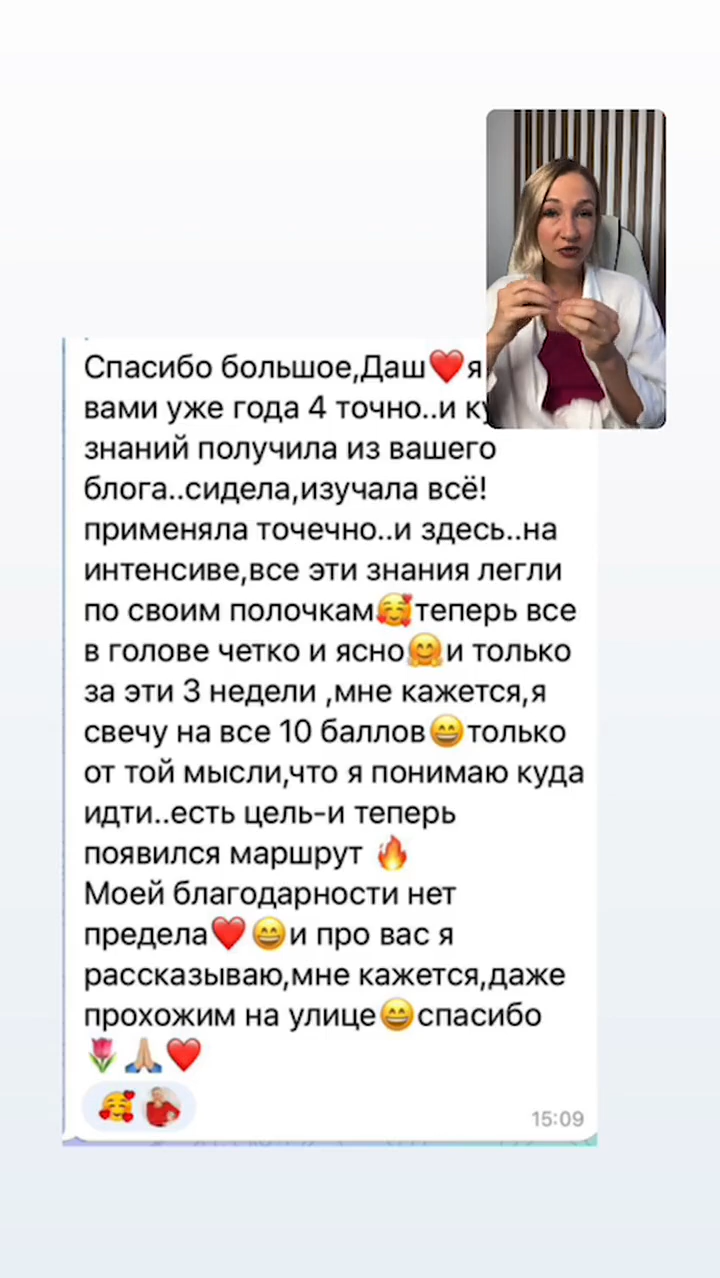 Спасибо большое,Даш❤️я
вами уже года 4 точно..и
знаний получила из вашего
блога..сидела,изучала всё!
применяла точечно..и здесь..на
интенсиве,все эти знания легли
по своим полочкам🥰теперь все
в голове четко и ясно🤗и только
за эти 3 недели ,мне кажется,я
свечу на все 10 баллов😄только
от той мысли,что я понимаю куда
идти..есть цель-и теперь
появился маршрут 🔥
Моей благодарности нет
предела❤️😄и про вас я
рассказываю,мне кажется,даже
прохожим на улице😄спасибо
🌷🙏🏼❤️
15:09